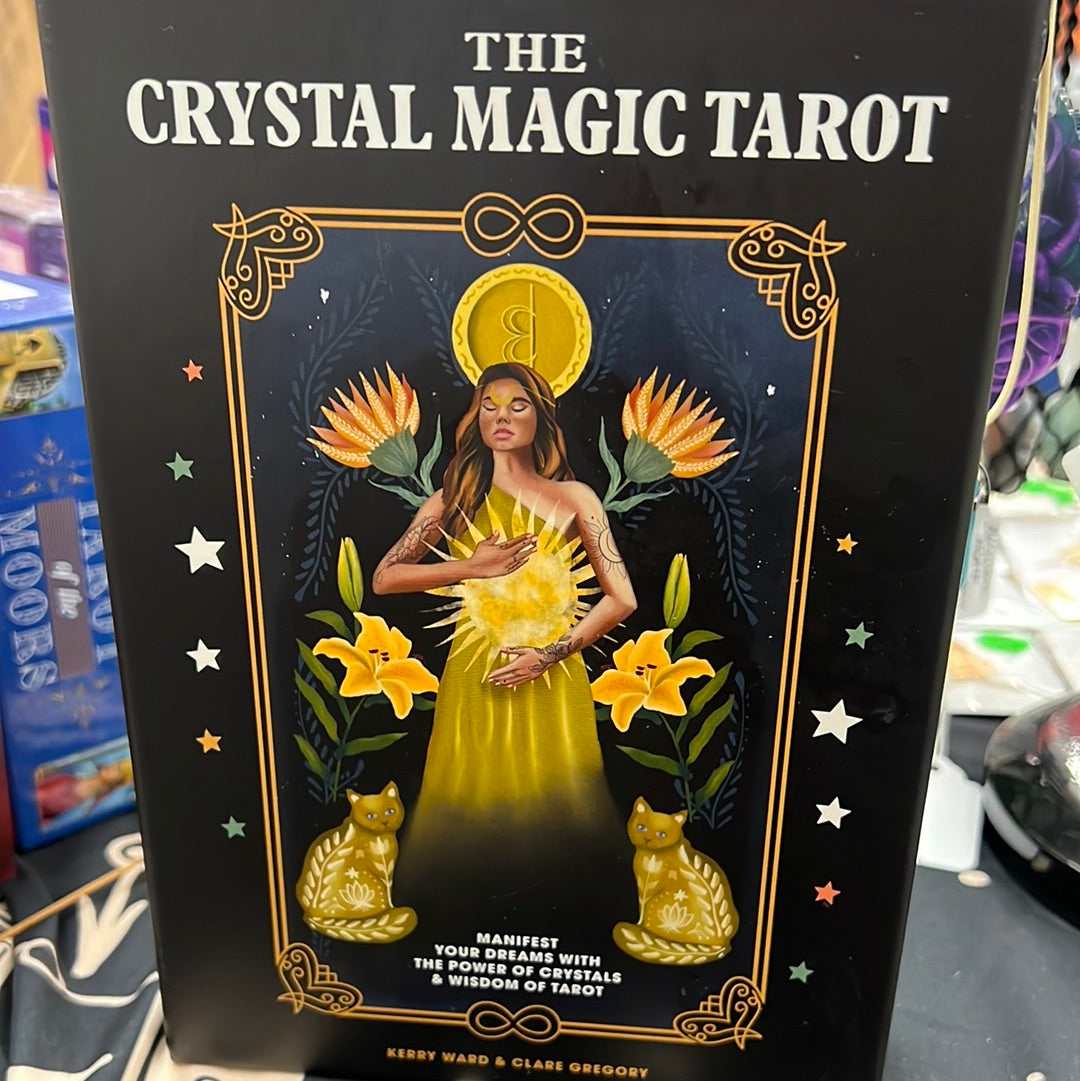 THE
CRYSTAL MAGIC TAROT
MANIFEST
YOUR DREAMS WITH
THE POWER OF CRYSTALS
& WISDOM OF TAROT
KERRY WARD & CLARE GREGORY
TAROT
of the
MOORS